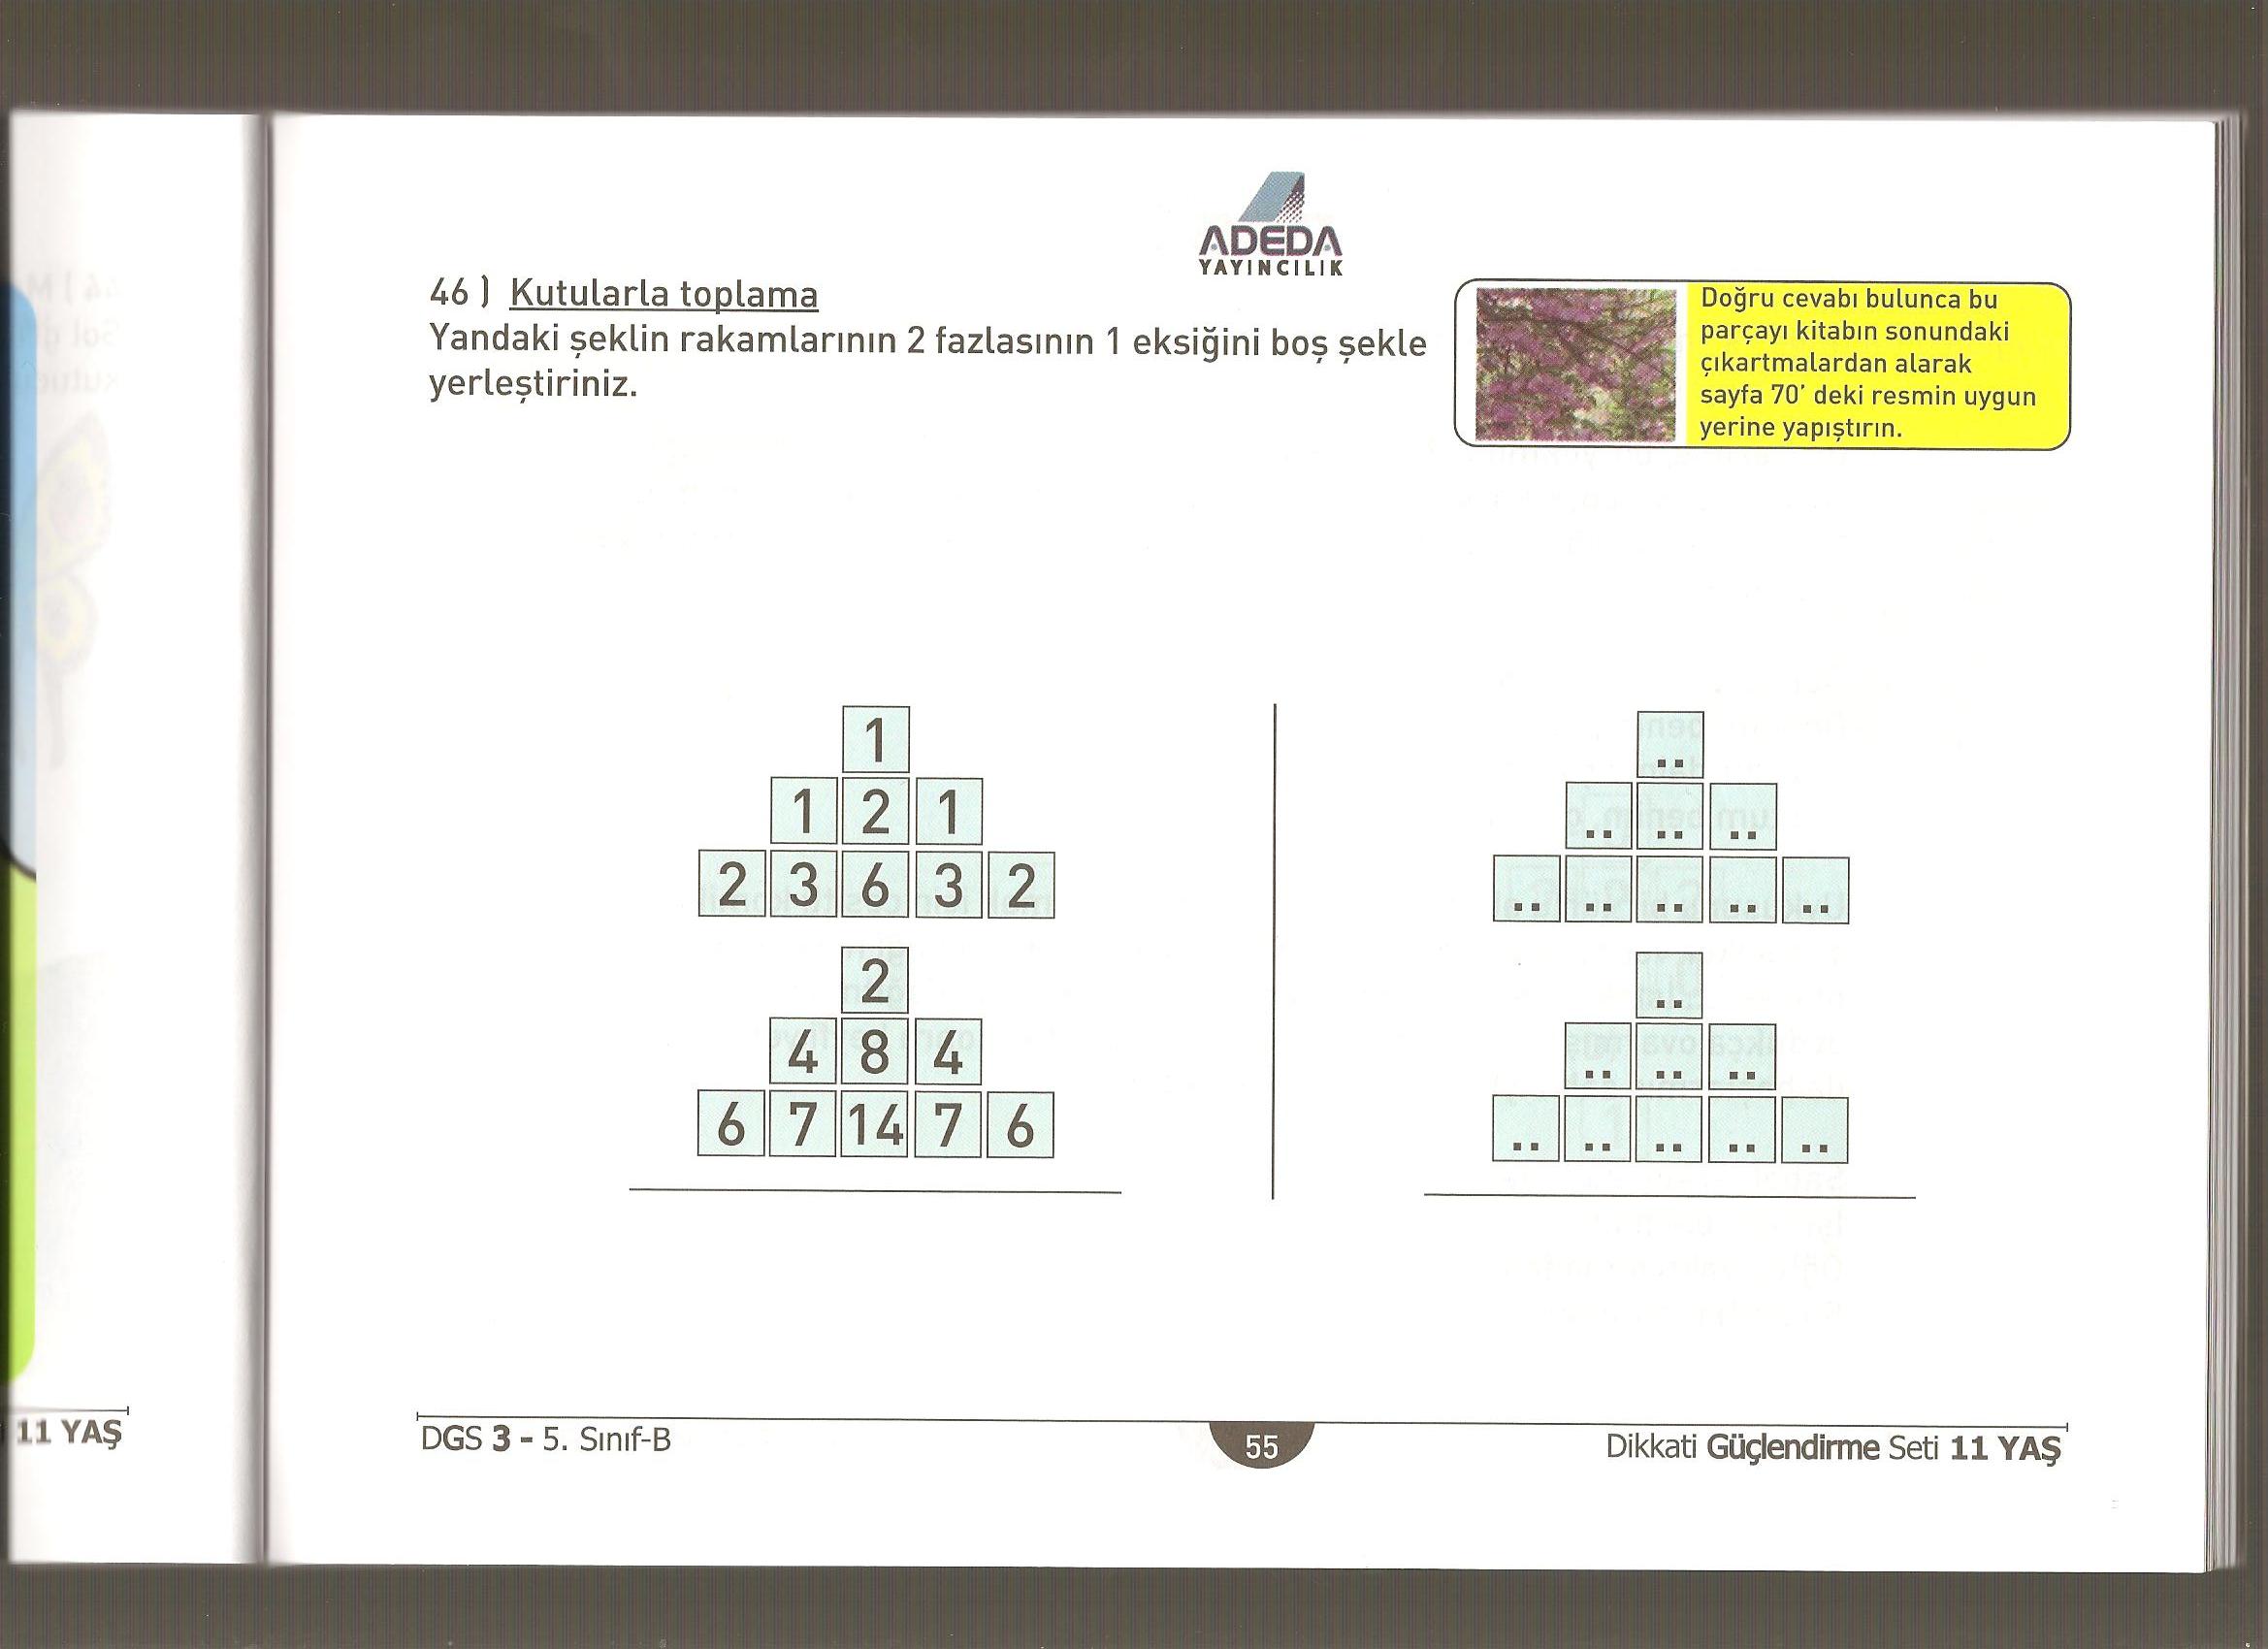 ADEDA
YAYINCILIK
46 ) Kutularla toplama
Yandaki şeklin rakamlarının 2 fazlasının 1 eksiğini boş şekle
yerleştiriniz.
Doğru cevabı bulunca bu
parçayı kitabın sonundaki
çıkartmalardan alarak
sayfa 70' deki resmin uygun
yerine yapıştırın.
1
1 2 1
2 3 6 3 2
2
4 8 4
6 7 14 7 6
..
.. .. ..
.. .. .. .. ..
..
.. .. ..
.. .. .. .. ..
11 YAŞ
DGS 3 - 5. Sınıf-B
55
Dikkati Güçlendirme Seti 11 YAŞ